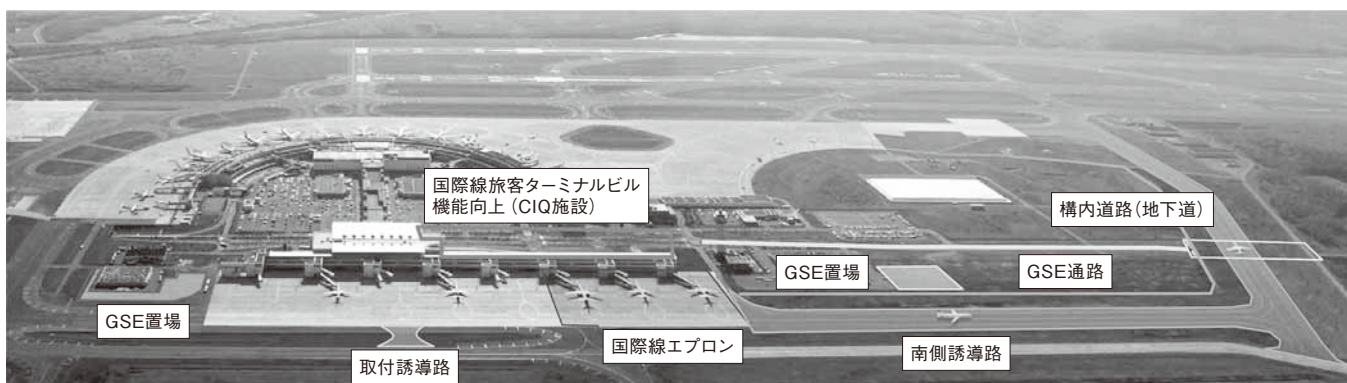 国際線旅客ターミナルビル
機能向上（CIQ施設）
構内道路（地下道）
GSE置場
GSE通路
GSE置場
国際線エプロン
南側誘導路
取付誘導路